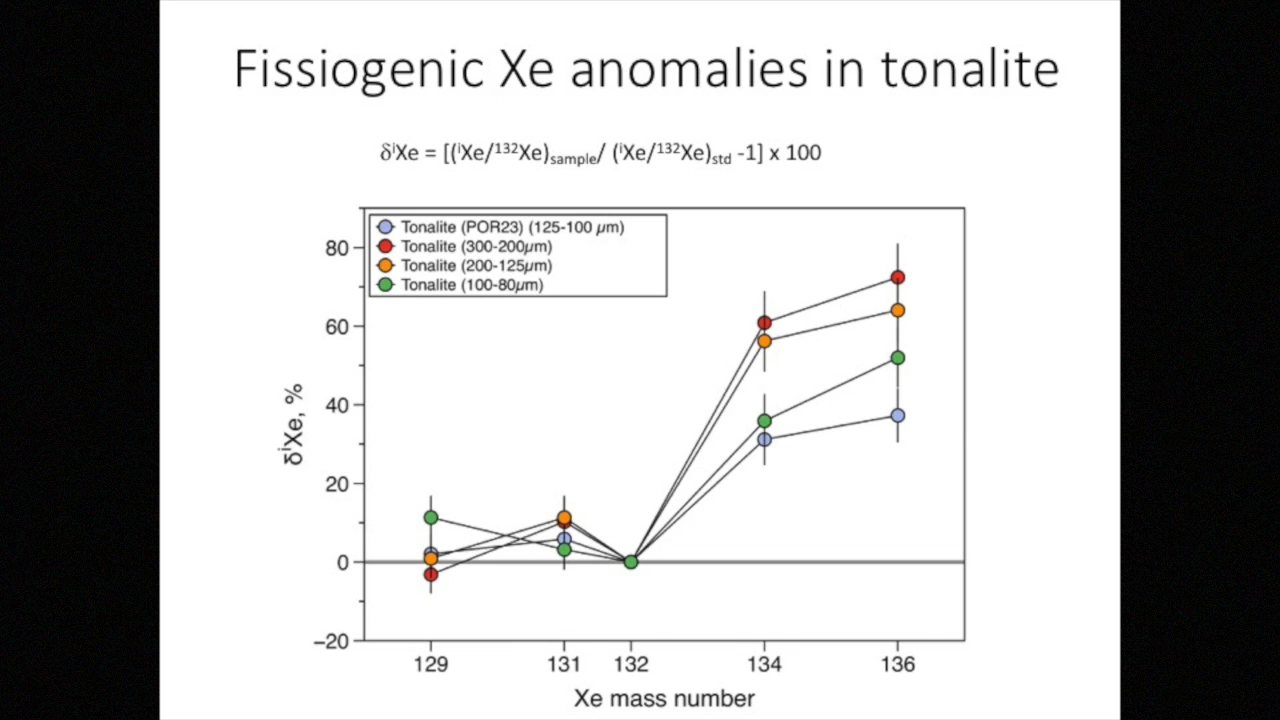 Fissiogenic Xe anomalies in tonalite
δⁱXe = [(ⁱXe/¹³²Xe)sample/ (ⁱXe/¹³²Xe)std -1] x 100
Tonalite (POR23) (125-100 µm)
Tonalite (300-200µm)
Tonalite (200-125µm)
Tonalite (100-80µm)
80
60
40
20
0
−20
δⁱXe, %
129 131 132 134 136
Xe mass number